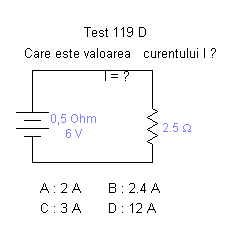 Test 119 D
Care este valoarea curentului I ?
I = ?
0,5 Ohm
6 V
2.5 Ω
A : 2 A B : 2.4 A
C : 3 A D : 12 A